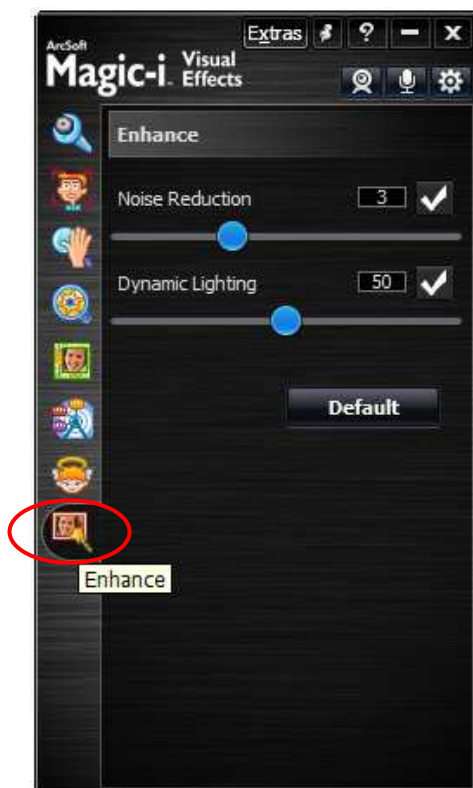 Extras ? – x
ArcSoft
Magic-i. Visual
Effects
Enhance
Noise Reduction 3
Dynamic Lighting 50
Default
Enhance